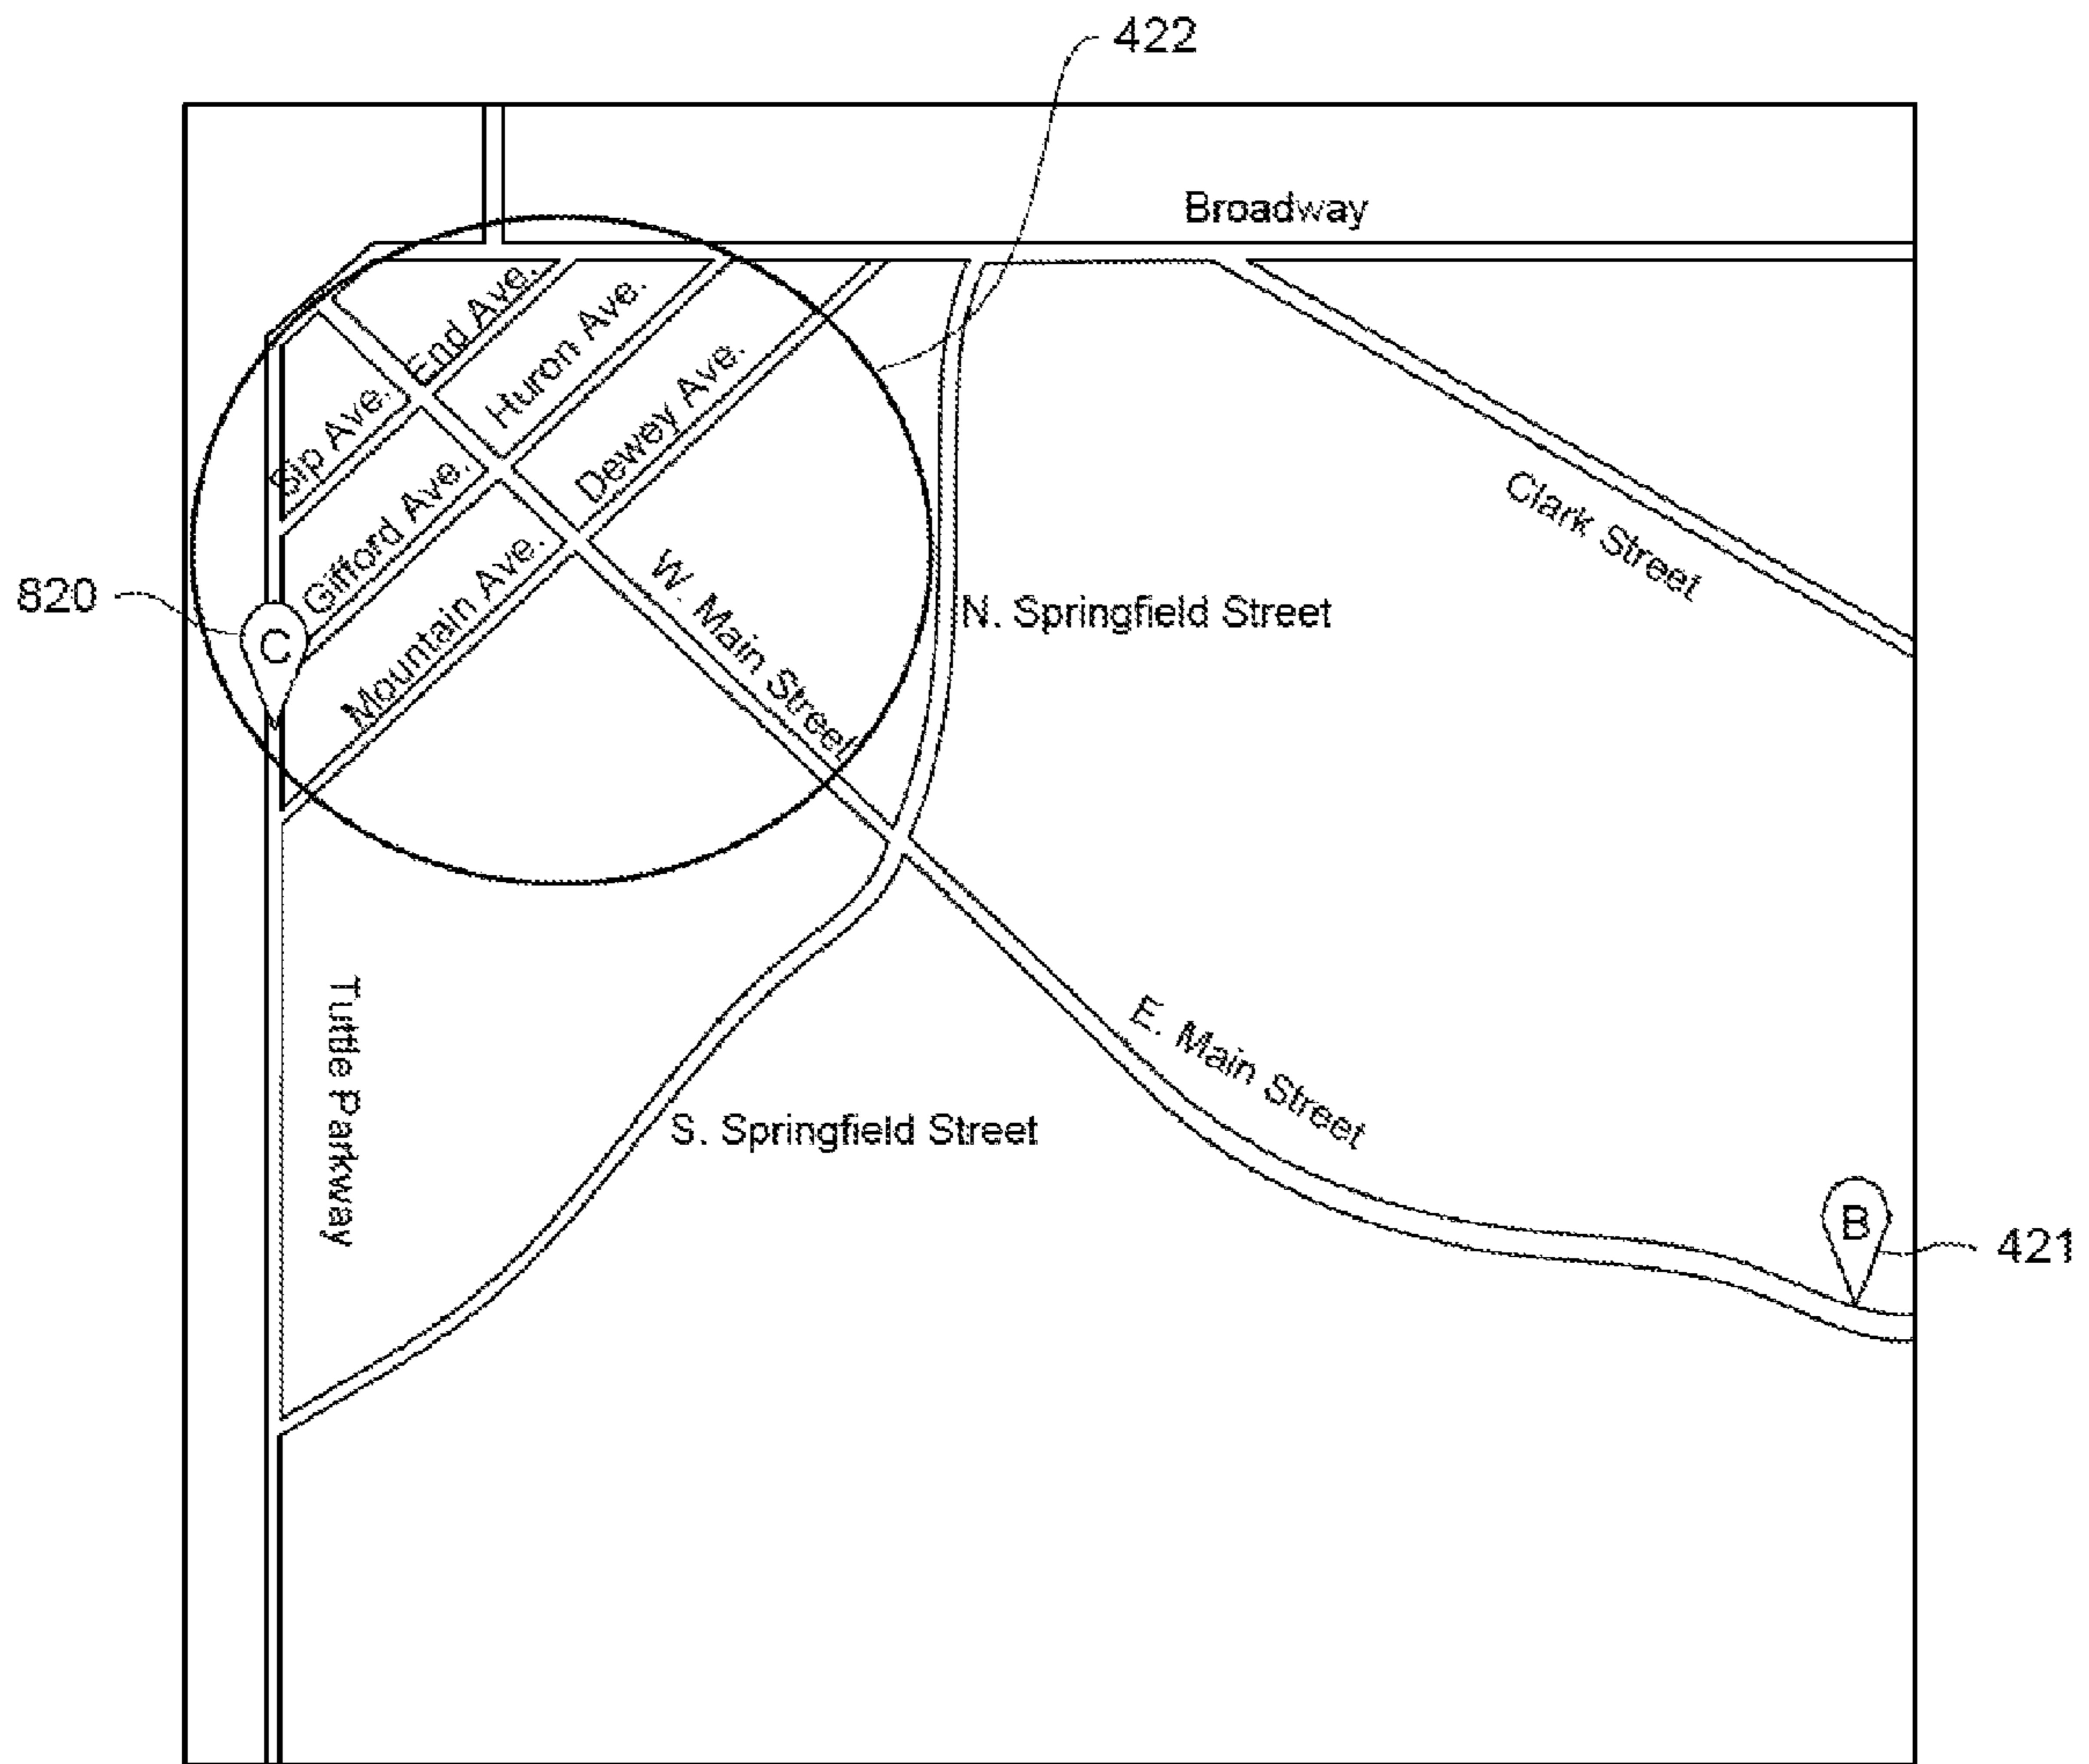 422
Broadway
End Ave.
Huron Ave.
Sip Ave.
Dewey Ave.
Gifford Ave.
Clark Street
Mountain Ave.
W. Main Street
820
C
N. Springfield Street
Tuttle Parkway
E. Main Street
S. Springfield Street
B
421